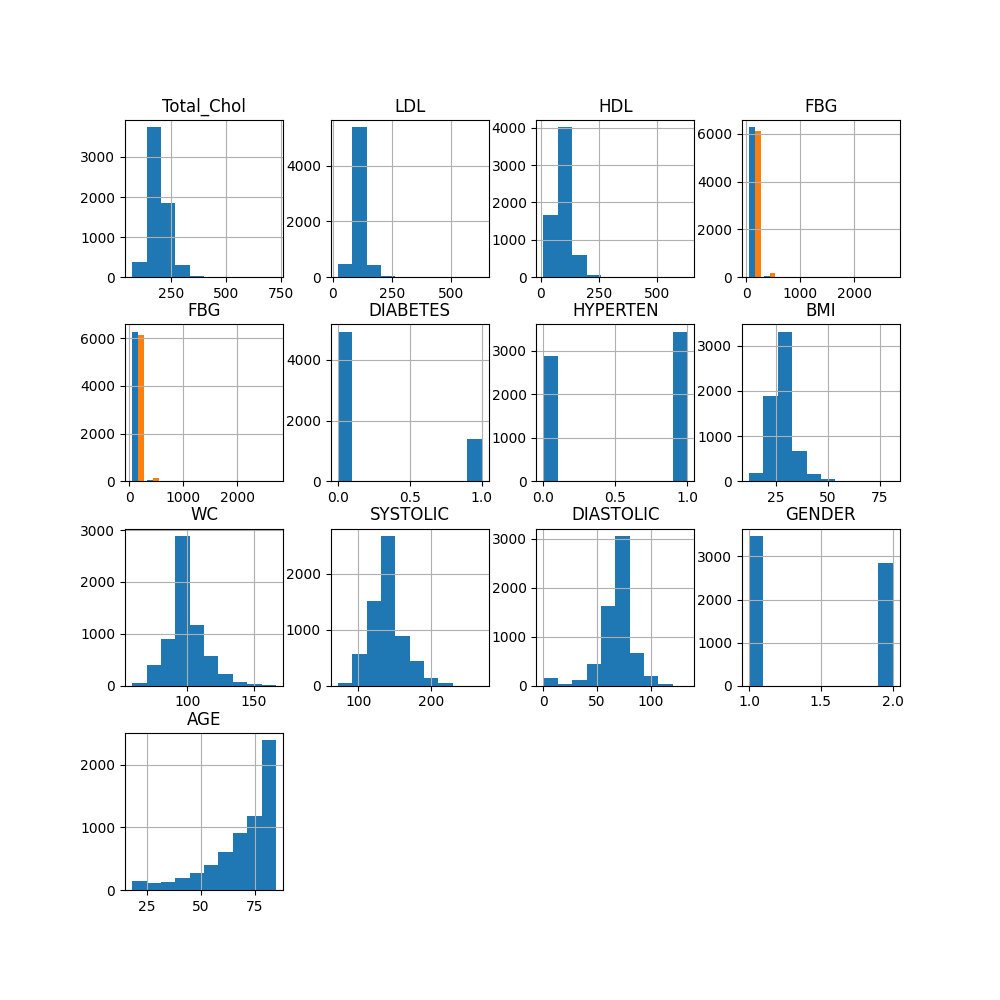 Total_Chol LDL HDL FBG
3000 2000 1000 0
4000 2000 0
4000 3000 2000 1000 0
6000 4000 2000 0
250 500 750
0 250 500
0 250 500
0 1000 2000
FBG DIABETES HYPERTEN BMI
6000 4000 2000 0
4000 2000 0
3000 2000 1000 0
3000 2000 1000 0
0 1000 2000
0.0 0.5 1.0
0.0 0.5 1.0
25 50 75
WC SYSTOLIC DIASTOLIC GENDER
3000 2000 1000 0
2000 1000 0
3000 2000 1000 0
3000 2000 1000 0
100 150
100 200
0 50 100
1.0 1.5 2.0
AGE
2000 1000 0
25 50 75